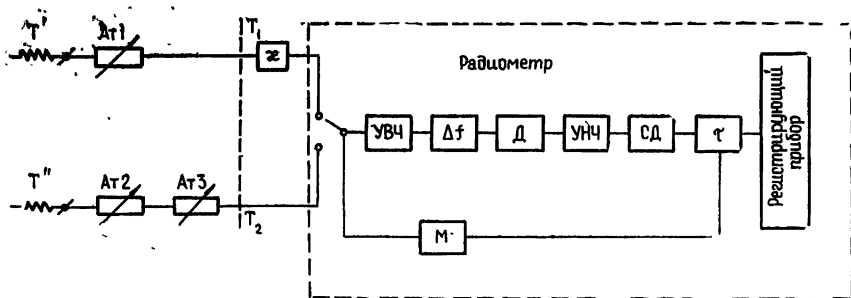 T' Ат1 T₁ æ
Радиометр
УВЧ Δf Д УНЧ СД τ
Регистрирующий прибор
T'' Ат2 Ат3 T₂
М